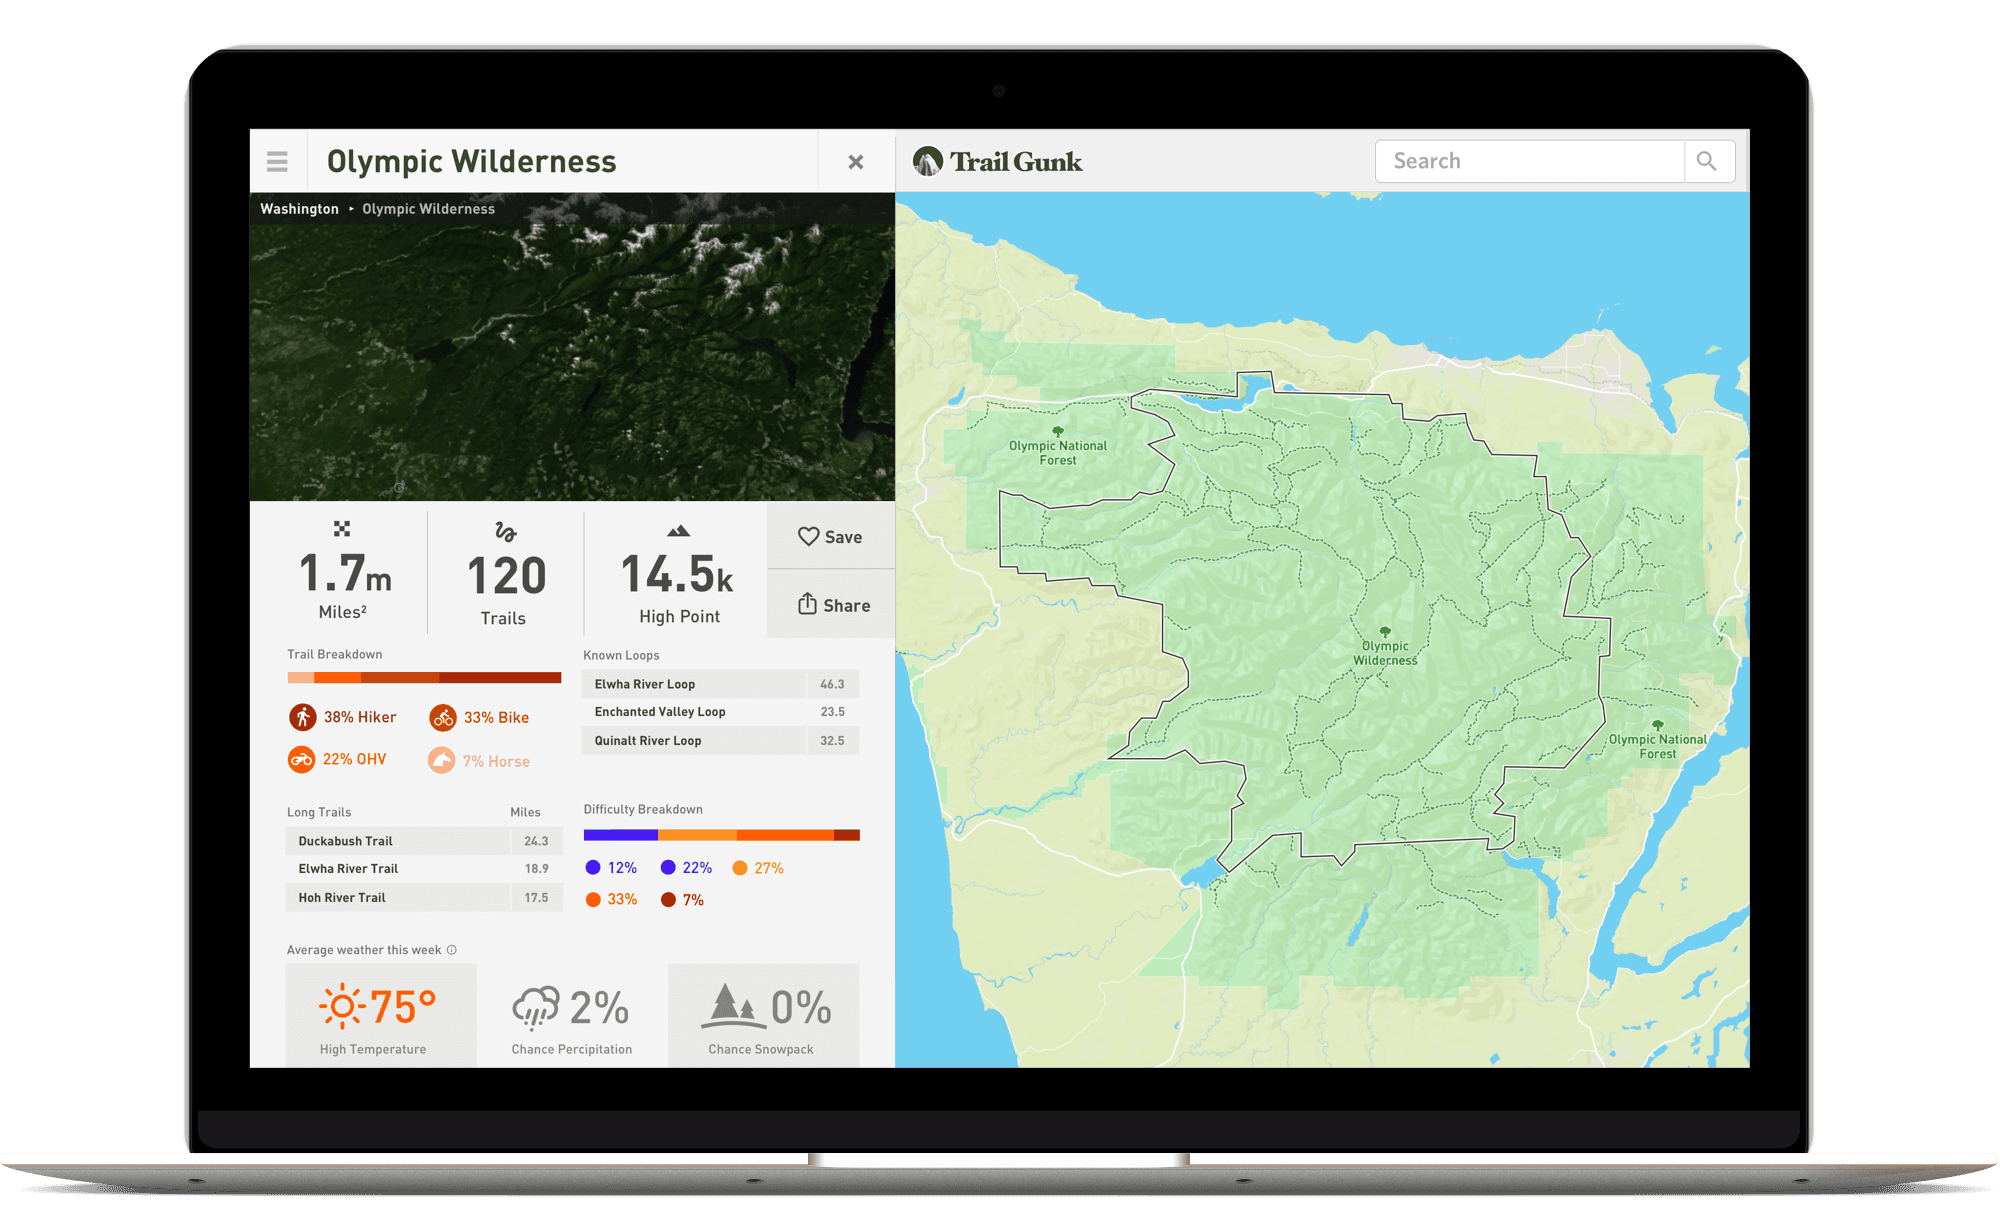 Olympic Wilderness
Trail Gunk
Search
Washington ▸ Olympic Wilderness
1.7m
Miles²
120
Trails
14.5k
High Point
Save
Share
Trail Breakdown
38% Hiker
33% Bike
22% OHV
7% Horse
Known Loops
Elwha River Loop 46.3
Enchanted Valley Loop 23.5
Quinalt River Loop 32.5
Long Trails Miles
Duckabush Trail 24.3
Elwha River Trail 18.9
Hoh River Trail 17.5
Difficulty Breakdown
12% 22% 27%
33% 7%
Average weather this week
75°
High Temperature
2%
Chance Percipitation
0%
Chance Snowpack
Olympic National
Forest
Olympic
Wilderness
Olympic National
Forest